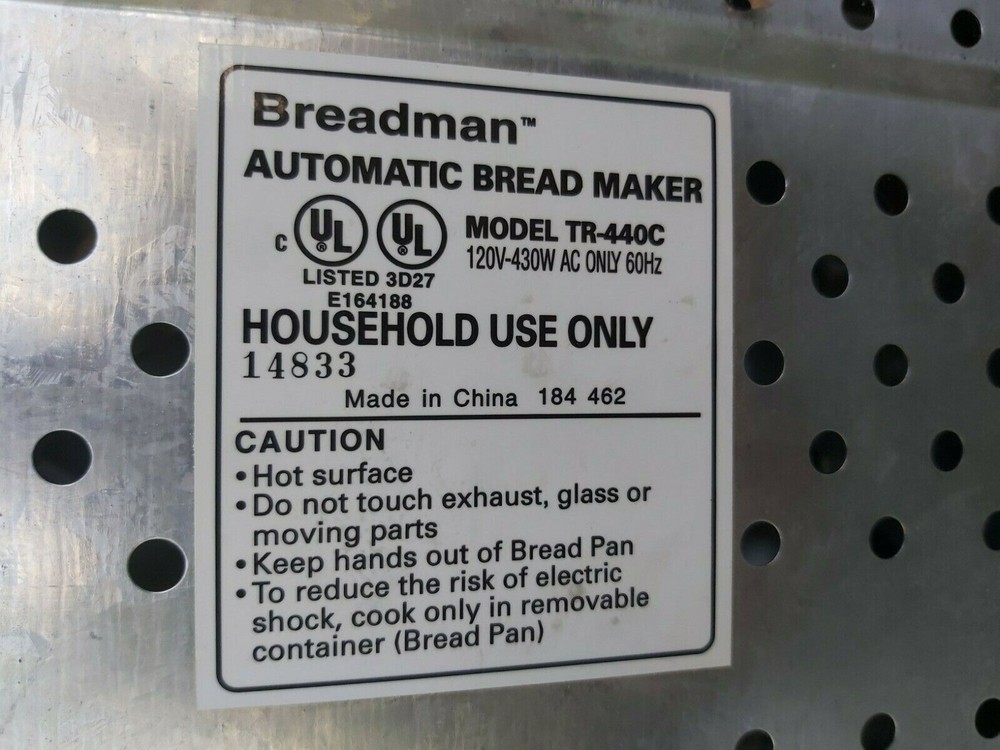 Breadman™
AUTOMATIC BREAD MAKER
C UL® UL® MODEL TR-440C
120V-430W AC ONLY 60Hz
LISTED 3D27
E164188
HOUSEHOLD USE ONLY
14833
Made in China 184 462
CAUTION
• Hot surface
• Do not touch exhaust, glass or
moving parts
• Keep hands out of Bread Pan
• To reduce the risk of electric
shock, cook only in removable
container (Bread Pan)